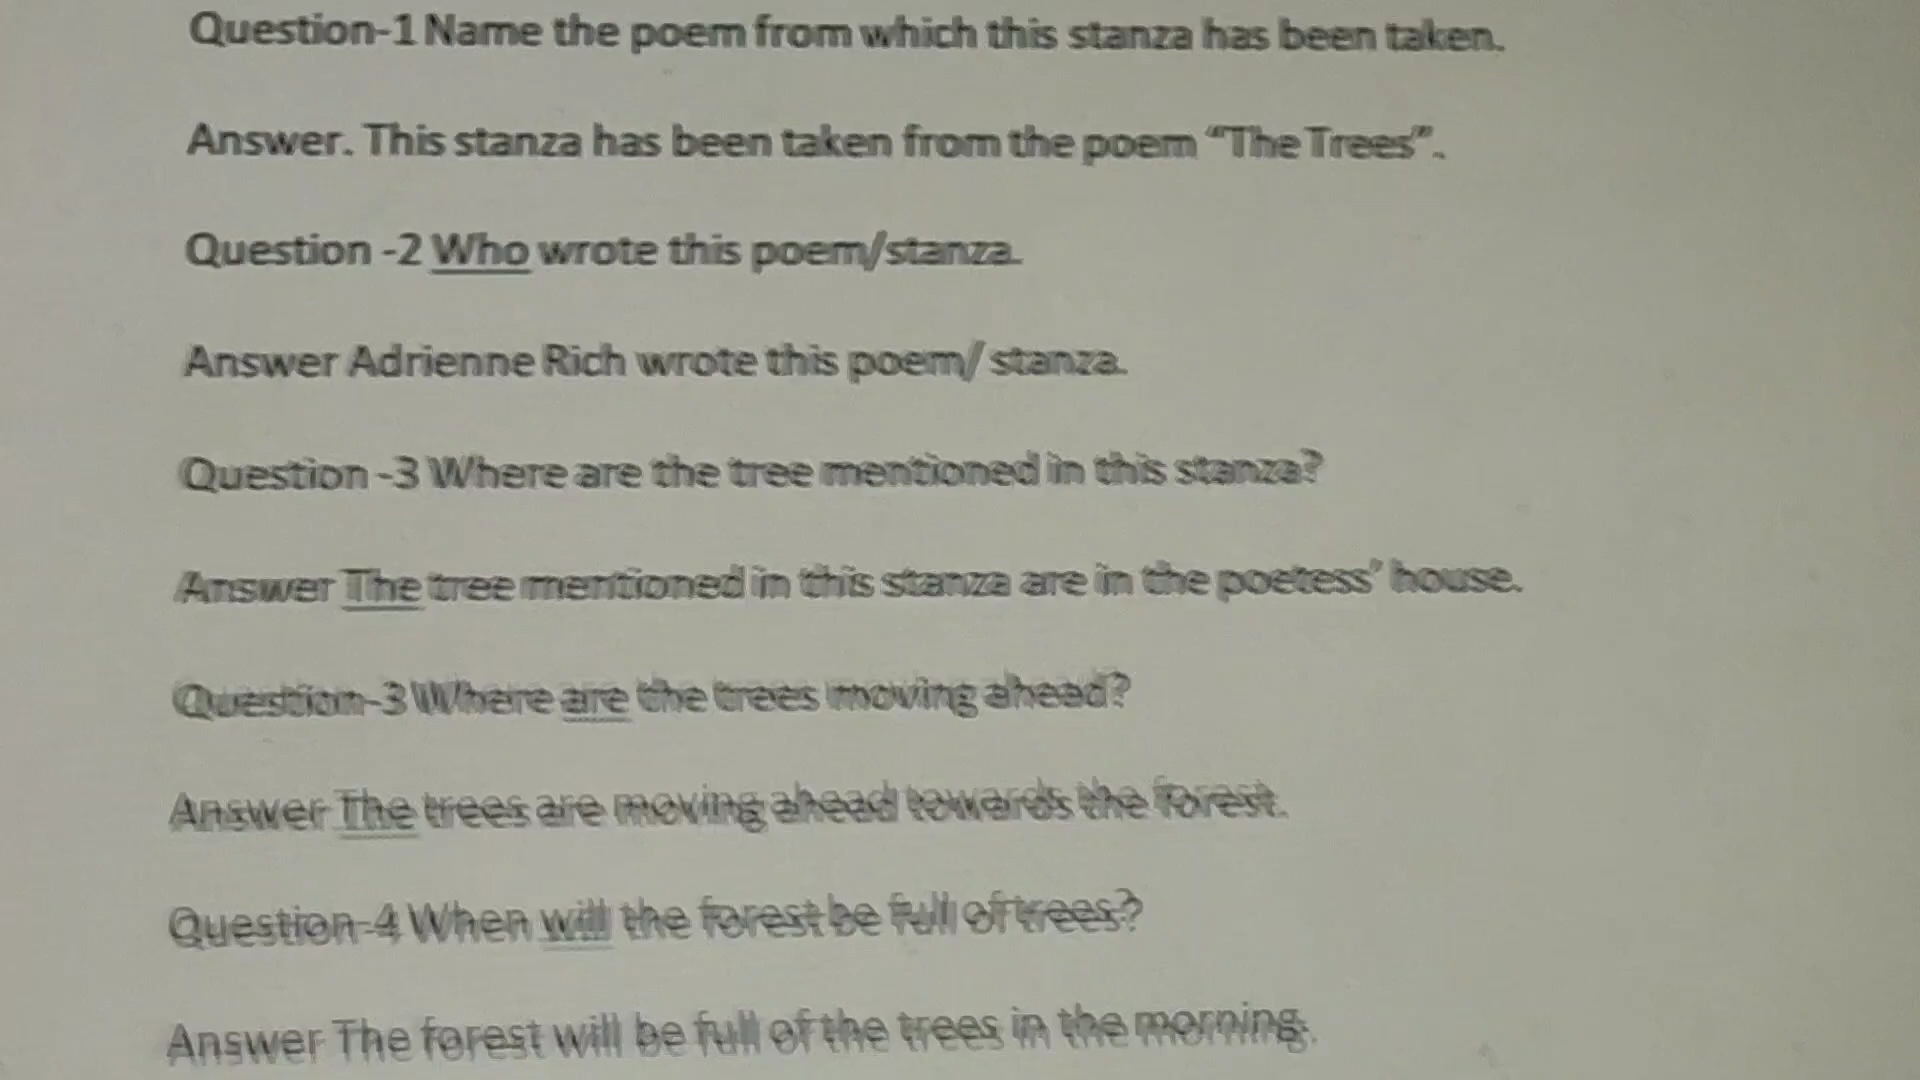 Question-1 Name the poem from which this stanza has been taken.
Answer. This stanza has been taken from the poem “The Trees”.
Question -2 Who wrote this poem/stanza.
Answer Adrienne Rich wrote this poem/ stanza.
Question -3 Where are the tree mentioned in this stanza?
Answer The tree mentioned in this stanza are in the poetess’ house.
Question-3 Where are the trees moving ahead?
Answer The trees are moving ahead towards the forest.
Question-4 When will the forest be full of trees?
Answer The forest will be full of the trees in the morning.